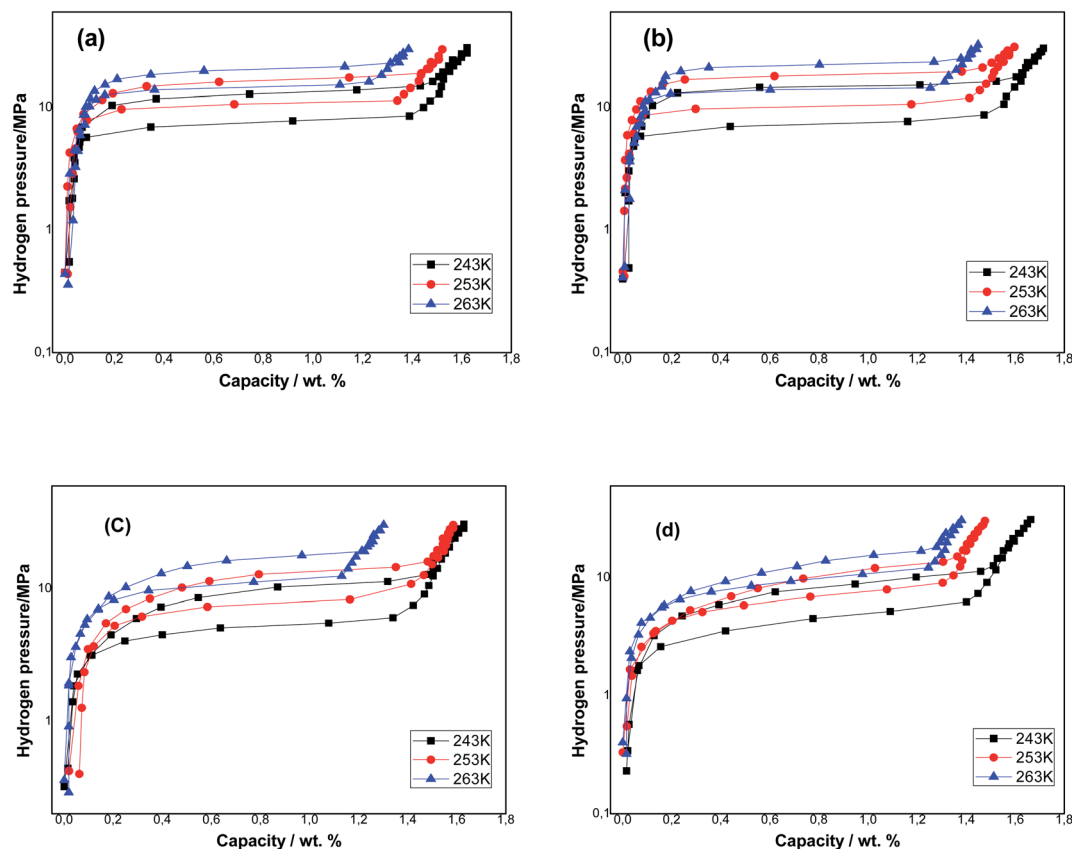 (a)
Hydrogen pressure/MPa
10
1
0,1
0,0 0,2 0,4 0,6 0,8 1,0 1,2 1,4 1,6 1,8
Capacity / wt. %
243K
253K
263K
(b)
Hydrogen pressure/MPa
10
1
0,1
0,0 0,2 0,4 0,6 0,8 1,0 1,2 1,4 1,6 1,8
Capacity / wt. %
243K
253K
263K
(C)
Hydrogen pressure/MPa
10
1
0,0 0,2 0,4 0,6 0,8 1,0 1,2 1,4 1,6 1,8
Capacity / wt. %
243K
253K
263K
(d)
Hydrogen pressure/MPa
10
1
0,1
0,0 0,2 0,4 0,6 0,8 1,0 1,2 1,4 1,6 1,8
Capacity / wt. %
243K
253K
263K